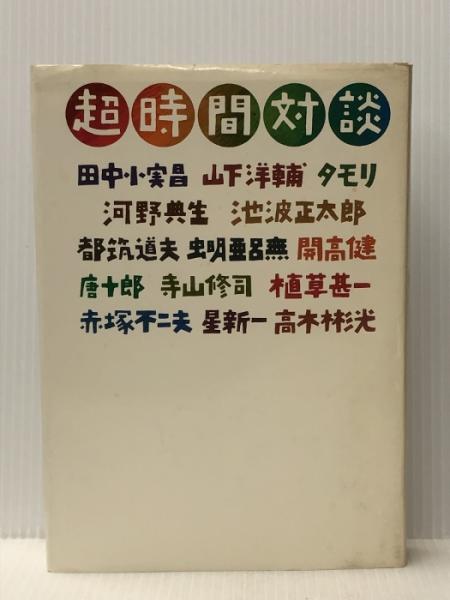 超時間対談
田中小実昌 山下洋輔 タモリ
河野典生 池波正太郎
都筑道夫 虫明亜呂無 開高健
唐十郎 寺山修司 植草甚一
赤塚不二夫 星新一 高木彬光